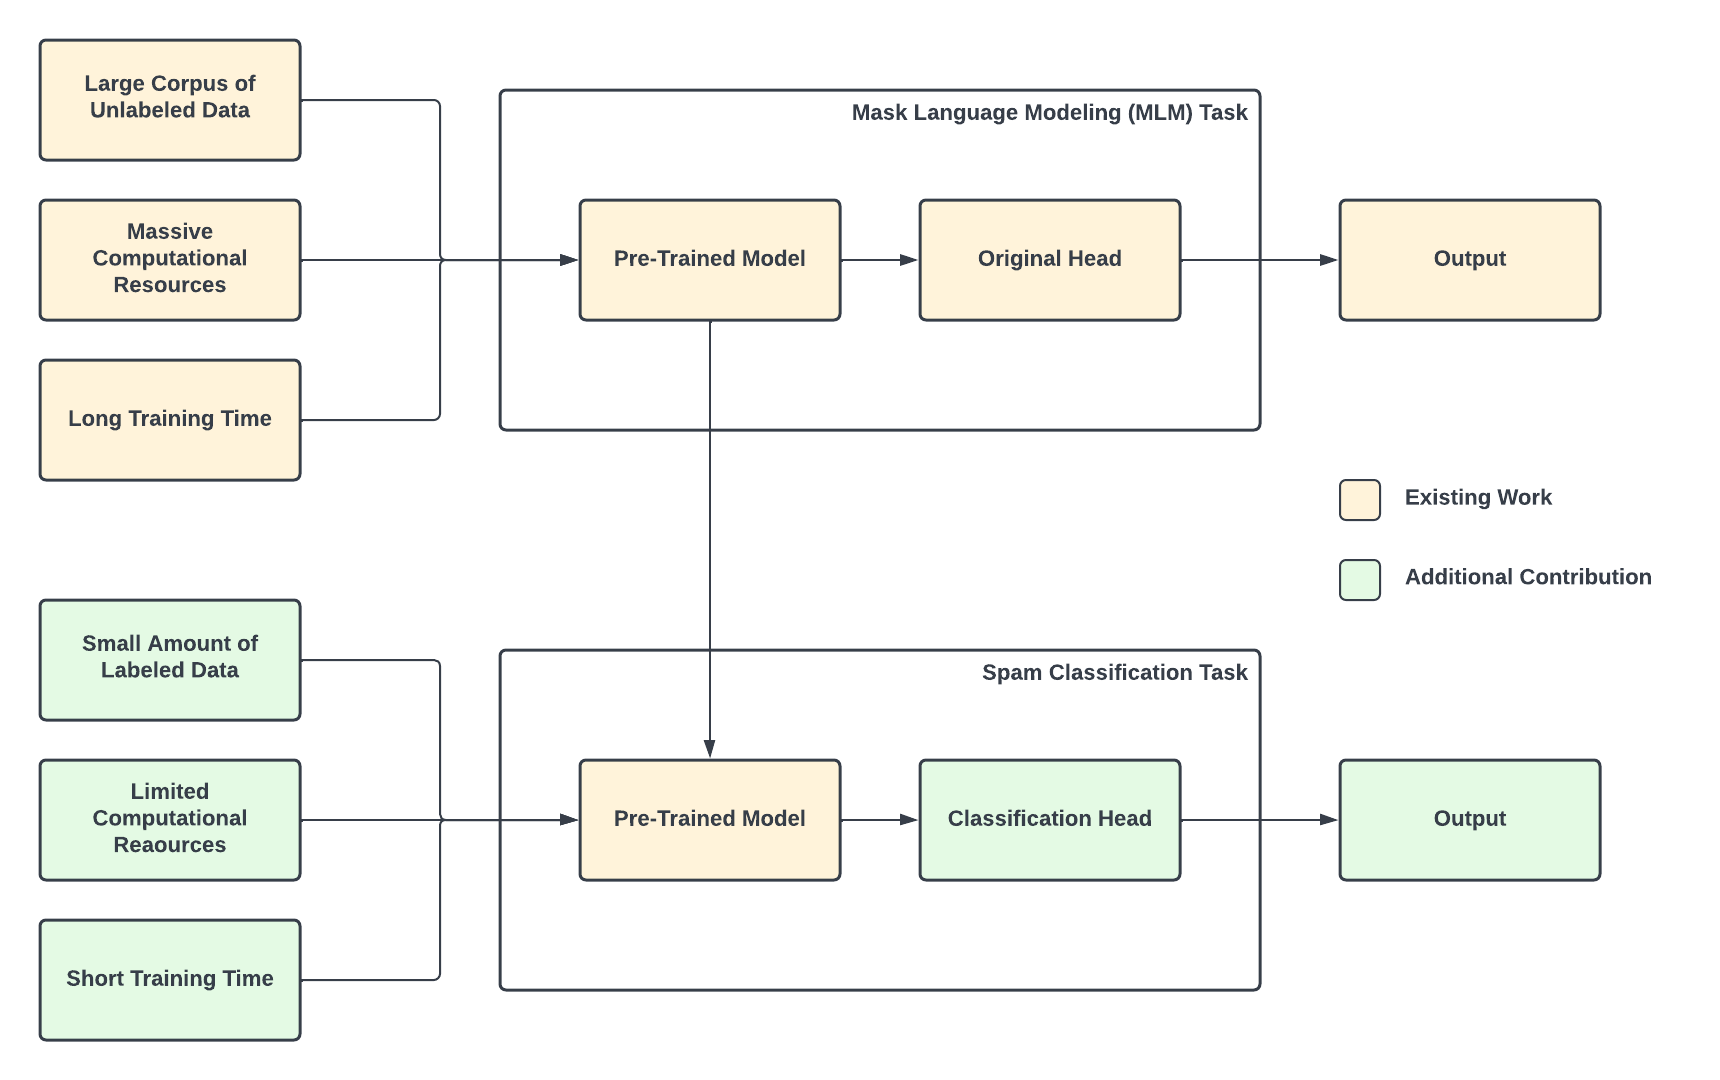 Large Corpus of
Unlabeled Data
Mask Language Modeling (MLM) Task
Massive
Computational
Resources
Pre-Trained Model
Original Head
Output
Long Training Time
Existing Work
Additional Contribution
Small Amount of
Labeled Data
Spam Classification Task
Limited
Computational
Reaources
Pre-Trained Model
Classification Head
Output
Short Training Time